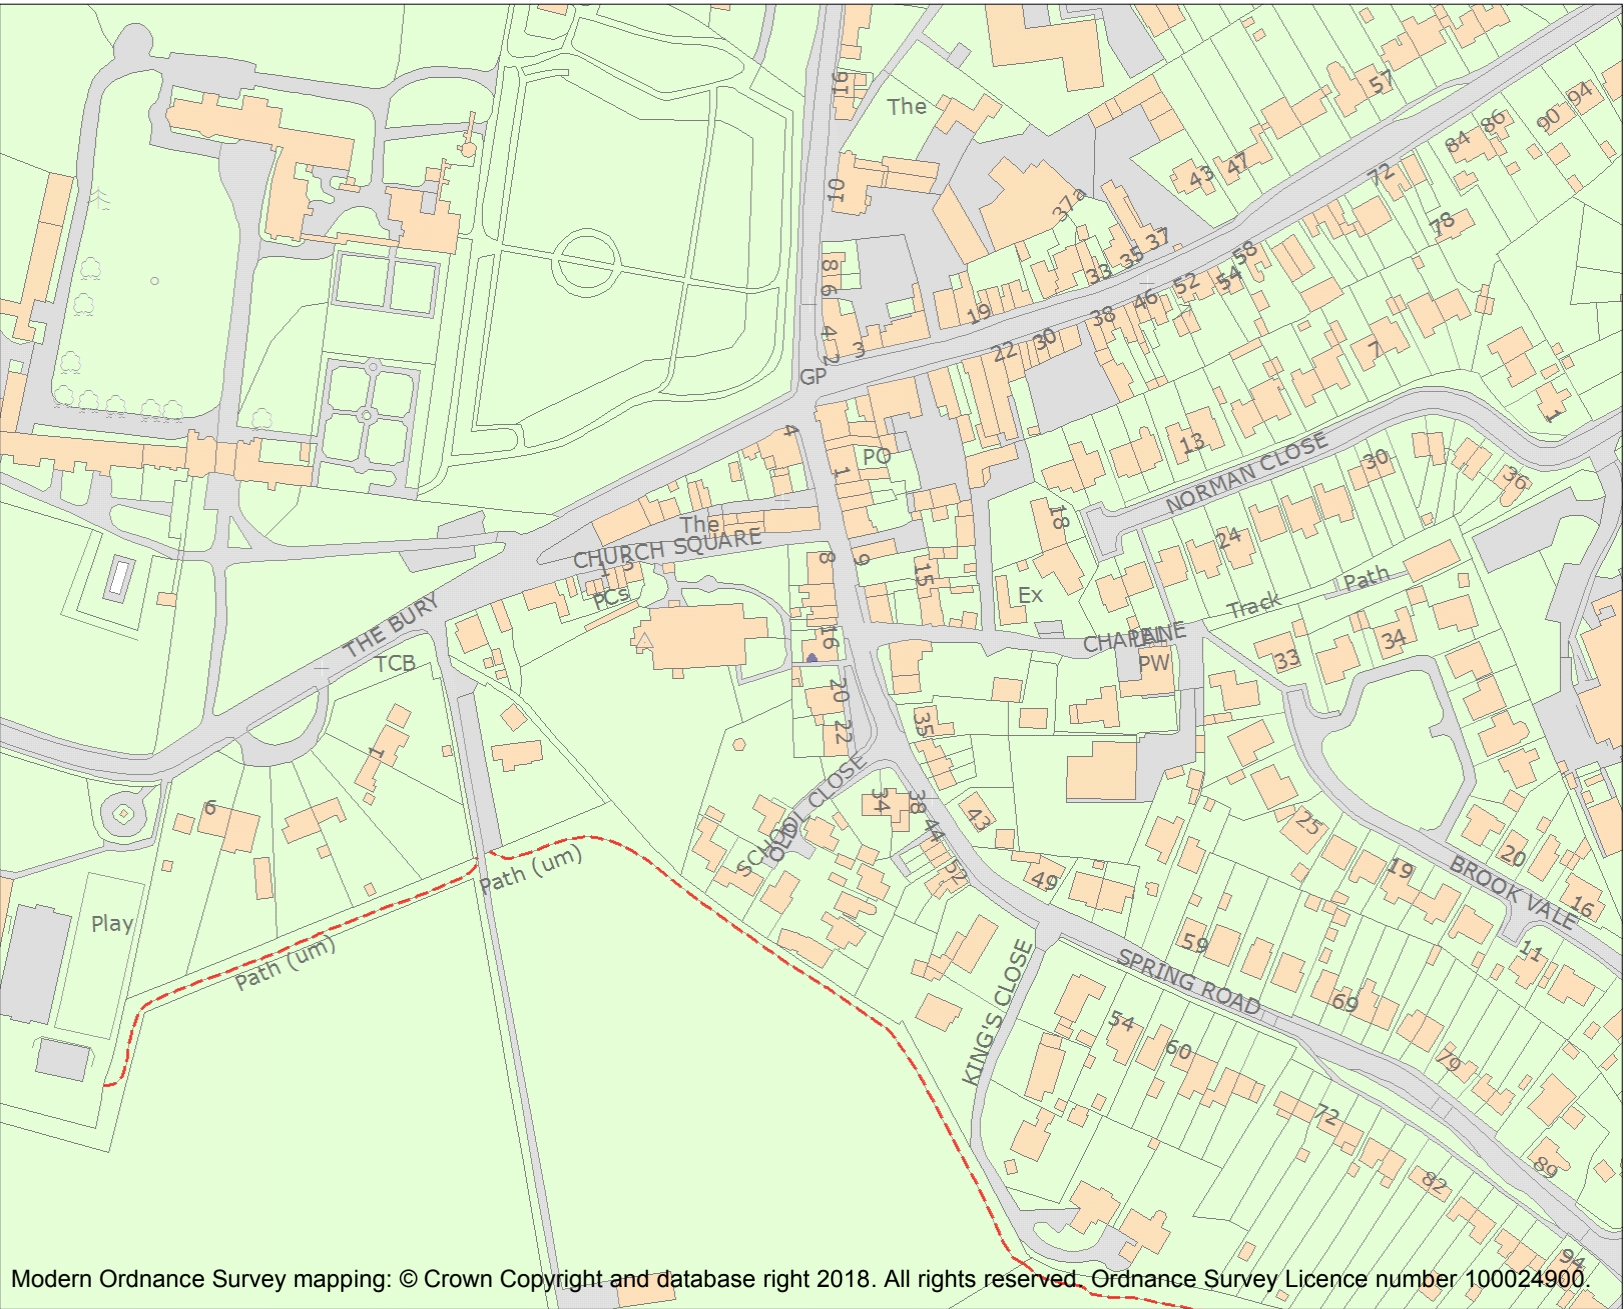 16
The
10
57
94
90
86
84
72
78
47
43
37a
37
35
33
58
54
52
46
38
30
22
19
8
6
4
2
3
GP
4
1
PO
7
1
13
NORMAN CLOSE
30
36
24
18
The
CHURCH SQUARE
1
3
PCs
8
9
15
16
Ex
Track
Path
CHAPEL
LANE
PW
33
34
THE BURY
TCB
1
6
20
22
35
OLD
SCHOOL CLOSE
34
38
44
52
43
49
25
19
20
16
BROOK VALE
11
59
SPRING ROAD
69
79
KING'S CLOSE
54
60
72
82
89
94
Play
Path (um)
Path (um)
Modern Ordnance Survey mapping: © Crown Copyright and database right 2018. All rights reserved. Ordnance Survey Licence number 100024900.